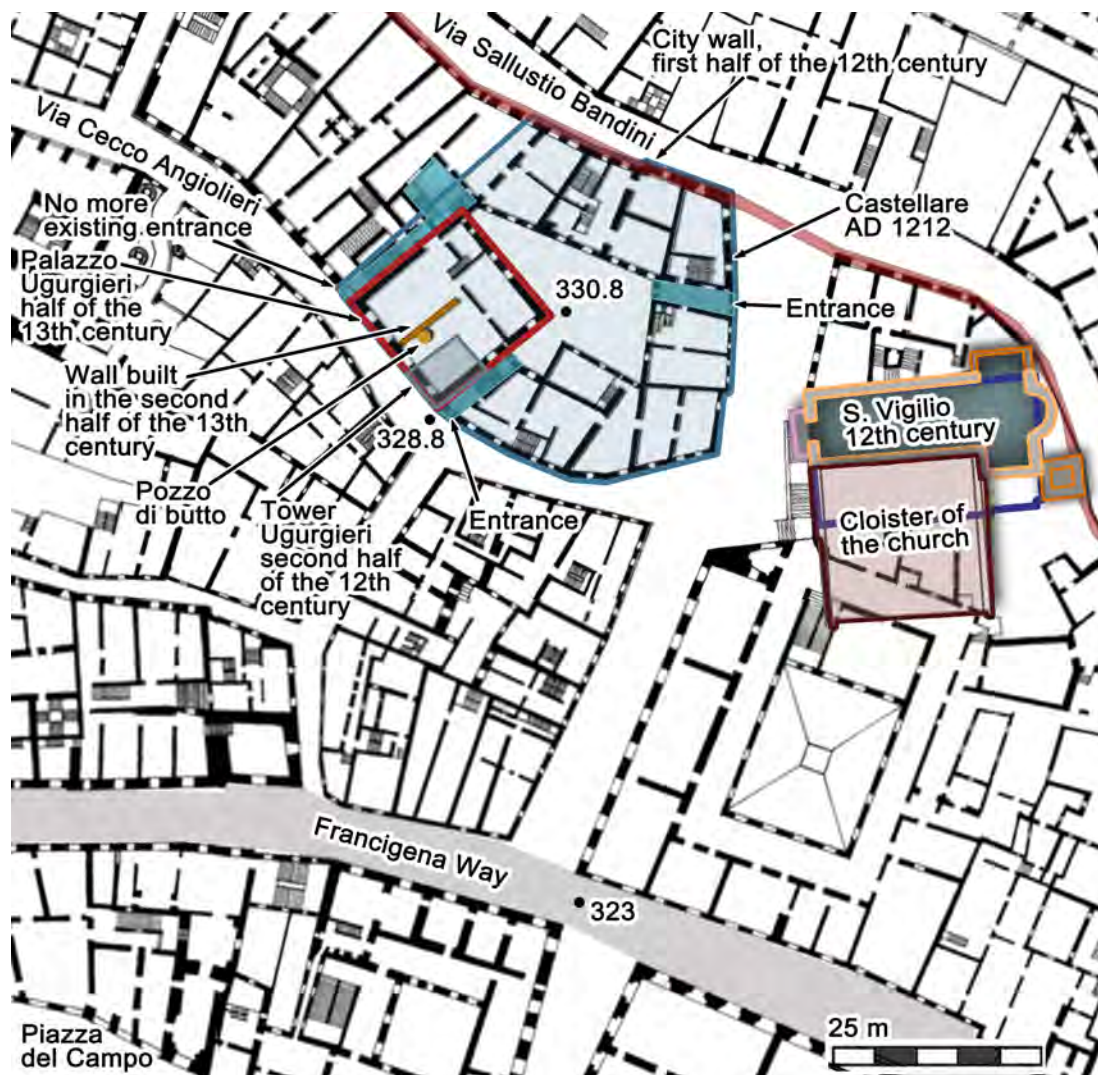 Via Sallustio Bandini
City wall,
first half of the 12th century
Via Cecco Angiolieri
No more
existing entrance
Castellare
AD 1212
Palazzo
Ugurgieri
half of the
13th century
330.8
Entrance
Wall built
in the second
half of the 13th
century
S. Vigilio
12th century
328.8
Pozzo
di butto
Tower
Ugurgieri
second half
of the 12th
century
Entrance
Cloister of
the church
Francigena Way
323
Piazza
del Campo
25 m